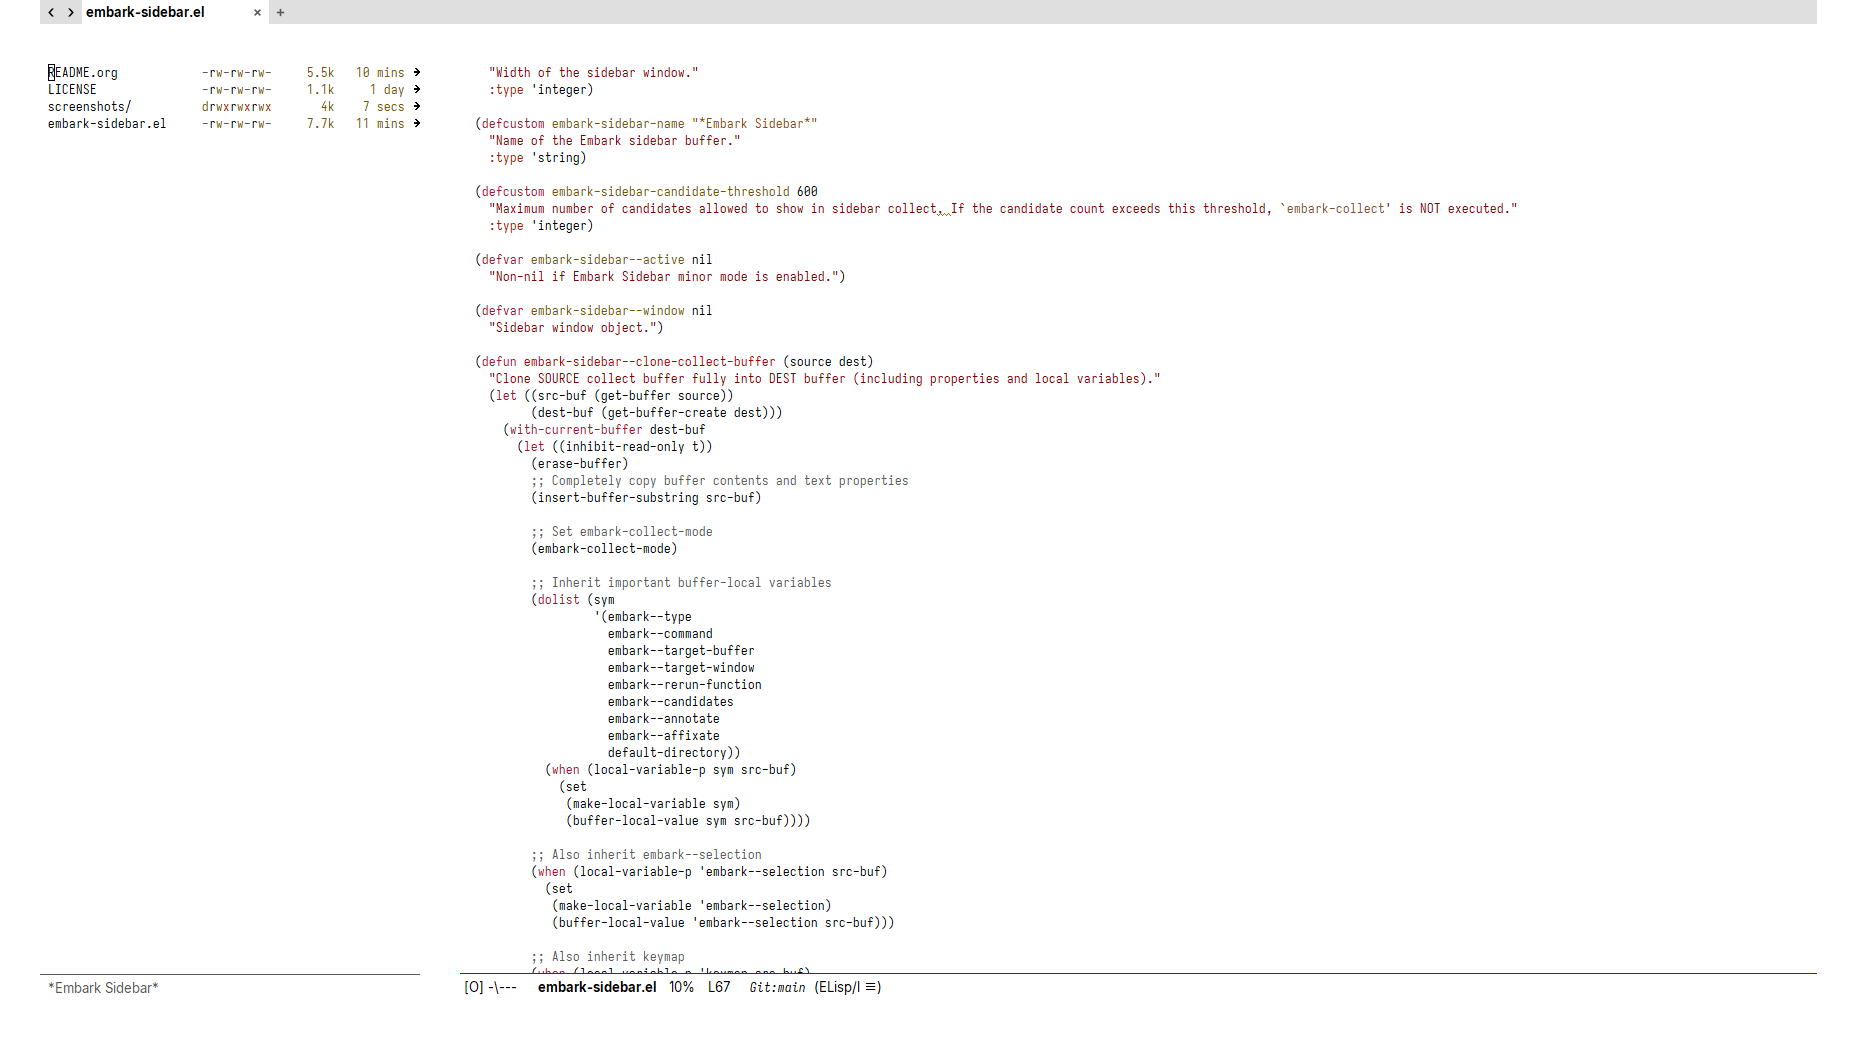 embark-sidebar.el × +
README.org -rw-rw-rw- 5.5k 10 mins →
LICENSE -rw-rw-rw- 1.1k 1 day →
screenshots/ drwxrwxrwx 4k 7 secs →
embark-sidebar.el -rw-rw-rw- 7.7k 11 mins →
*Embark Sidebar*
"Width of the sidebar window."
:type 'integer)
(defcustom embark-sidebar-name "*Embark Sidebar*"
"Name of the Embark sidebar buffer."
:type 'string)
(defcustom embark-sidebar-candidate-threshold 600
"Maximum number of candidates allowed to show in sidebar collect. If the candidate count exceeds this threshold, `embark-collect' is NOT executed."
:type 'integer)
(defvar embark-sidebar--active nil
"Non-nil if Embark Sidebar minor mode is enabled.")
(defvar embark-sidebar--window nil
"Sidebar window object.")
(defun embark-sidebar--clone-collect-buffer (source dest)
"Clone SOURCE collect buffer fully into DEST buffer (including properties and local variables)."
(let ((src-buf (get-buffer source))
(dest-buf (get-buffer-create dest)))
(with-current-buffer dest-buf
(let ((inhibit-read-only t))
(erase-buffer)
;; Completely copy buffer contents and text properties
(insert-buffer-substring src-buf)
;; Set embark-collect-mode
(embark-collect-mode)
;; Inherit important buffer-local variables
(dolist (sym
'(embark--type
embark--command
embark--target-buffer
embark--target-window
embark--rerun-function
embark--candidates
embark--annotate
embark--affixate
default-directory))
(when (local-variable-p sym src-buf)
(set
(make-local-variable sym)
(buffer-local-value sym src-buf))))
;; Also inherit embark--selection
(when (local-variable-p 'embark--selection src-buf)
(set
(make-local-variable 'embark--selection)
(buffer-local-value 'embark--selection src-buf)))
;; Also inherit keymap
(when (local-variable-p 'keymap src-buf)
[O] -\--- embark-sidebar.el 10% L67 Git:main (ELisp/l ≡)